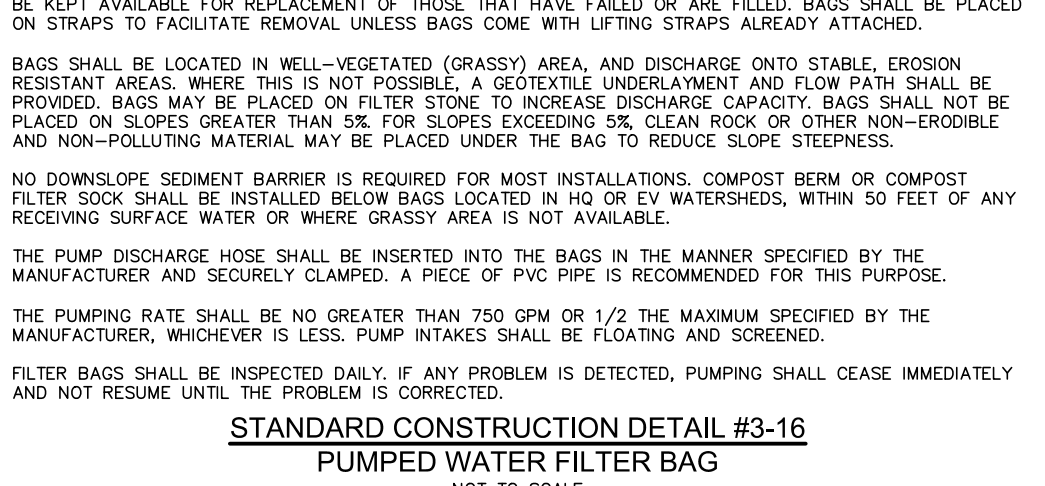 BE KEPT AVAILABLE FOR REPLACEMENT OF THOSE THAT HAVE FAILED OR ARE FILLED. BAGS SHALL BE PLACED
ON STRAPS TO FACILITATE REMOVAL UNLESS BAGS COME WITH LIFTING STRAPS ALREADY ATTACHED.
BAGS SHALL BE LOCATED IN WELL-VEGETATED (GRASSY) AREA, AND DISCHARGE ONTO STABLE, EROSION
RESISTANT AREAS. WHERE THIS IS NOT POSSIBLE, A GEOTEXTILE UNDERLAYMENT AND FLOW PATH SHALL BE
PROVIDED. BAGS MAY BE PLACED ON FILTER STONE TO INCREASE DISCHARGE CAPACITY. BAGS SHALL NOT BE
PLACED ON SLOPES GREATER THAN 5%. FOR SLOPES EXCEEDING 5%, CLEAN ROCK OR OTHER NON-ERODIBLE
AND NON-POLLUTING MATERIAL MAY BE PLACED UNDER THE BAG TO REDUCE SLOPE STEEPNESS.
NO DOWNSLOPE SEDIMENT BARRIER IS REQUIRED FOR MOST INSTALLATIONS. COMPOST BERM OR COMPOST
FILTER SOCK SHALL BE INSTALLED BELOW BAGS LOCATED IN HQ OR EV WATERSHEDS, WITHIN 50 FEET OF ANY
RECEIVING SURFACE WATER OR WHERE GRASSY AREA IS NOT AVAILABLE.
THE PUMP DISCHARGE HOSE SHALL BE INSERTED INTO THE BAGS IN THE MANNER SPECIFIED BY THE
MANUFACTURER AND SECURELY CLAMPED. A PIECE OF PVC PIPE IS RECOMMENDED FOR THIS PURPOSE.
THE PUMPING RATE SHALL BE NO GREATER THAN 750 GPM OR 1/2 THE MAXIMUM SPECIFIED BY THE
MANUFACTURER, WHICHEVER IS LESS. PUMP INTAKES SHALL BE FLOATING AND SCREENED.
FILTER BAGS SHALL BE INSPECTED DAILY. IF ANY PROBLEM IS DETECTED, PUMPING SHALL CEASE IMMEDIATELY
AND NOT RESUME UNTIL THE PROBLEM IS CORRECTED.
STANDARD CONSTRUCTION DETAIL #3-16
PUMPED WATER FILTER BAG
NOT TO SCALE